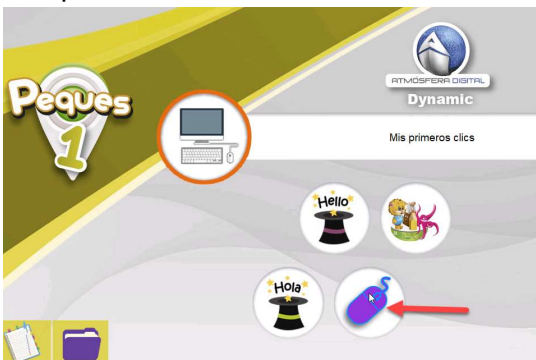 Peques
1
ATMÓSFERA DIGITAL
Dynamic
Mis primeros clics
Hello
Hola